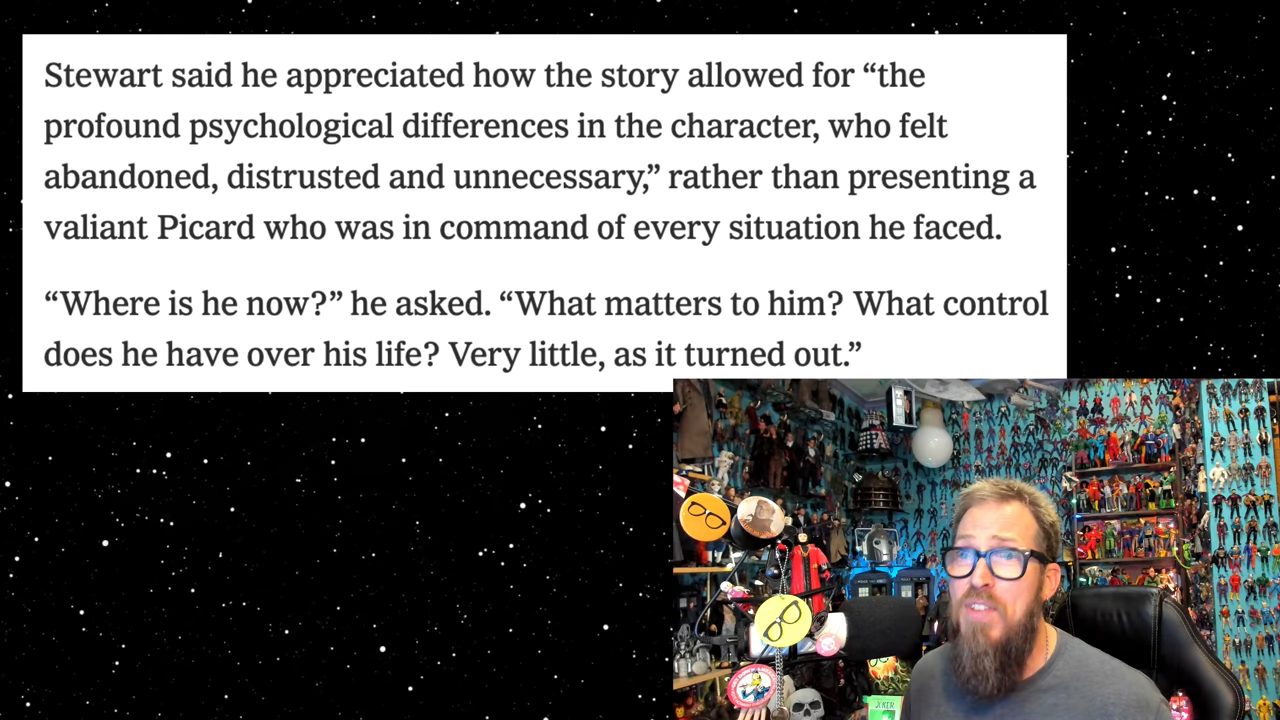 Stewart said he appreciated how the story allowed for “the
profound psychological differences in the character, who felt
abandoned, distrusted and unnecessary,” rather than presenting a
valiant Picard who was in command of every situation he faced.
“Where is he now?” he asked. “What matters to him? What control
does he have over his life? Very little, as it turned out.”
JOKER